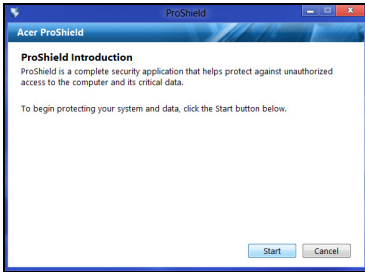 ProShield
Acer ProShield
ProShield Introduction
ProShield is a complete security application that helps protect against unauthorized
access to the computer and its critical data.
To begin protecting your system and data, click the Start button below.
Start
Cancel